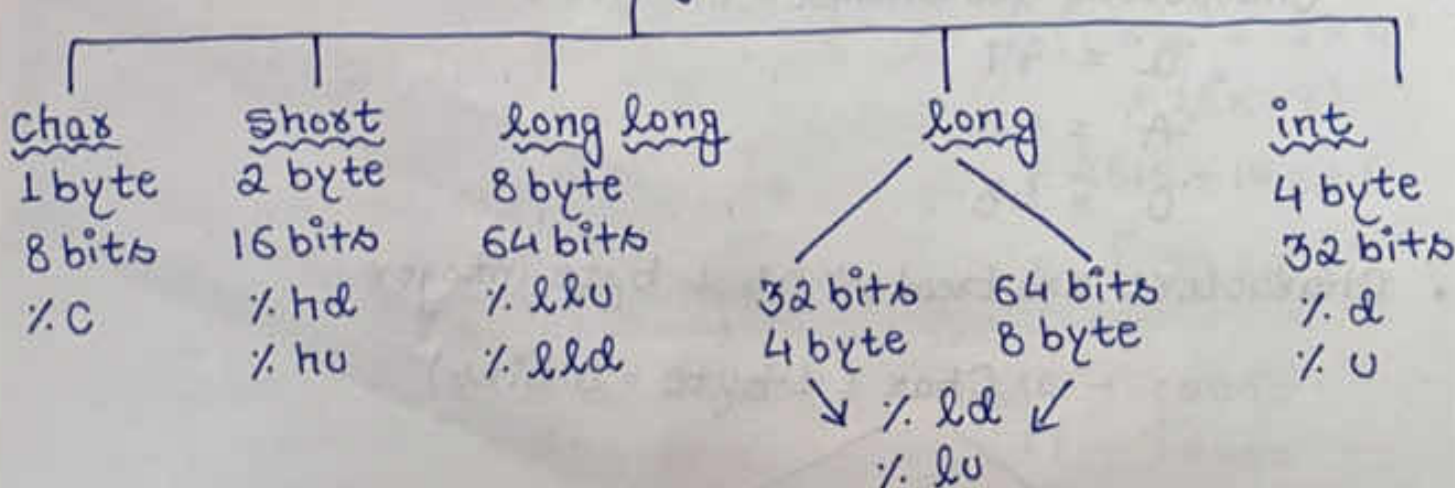 char short long long long int
1 byte 2 byte 8 byte 4 byte
8 bits 16 bits 64 bits 32 bits
%c %hd %llu 32 bits 64 bits %d
%hu %lld 4 byte 8 byte %u
%ld
%lu